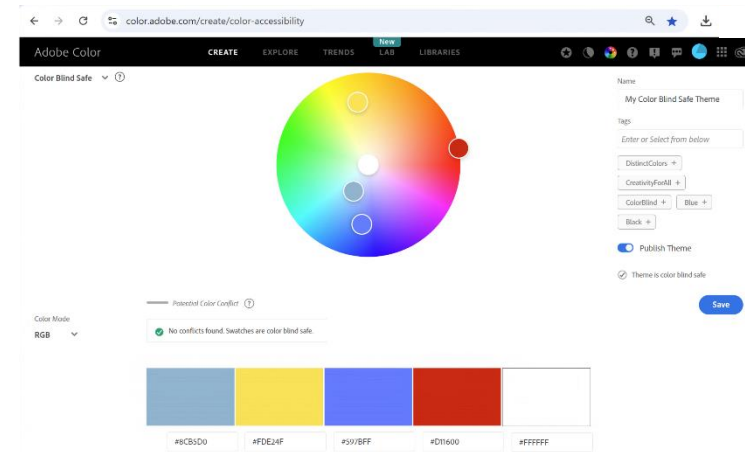 color.adobe.com/create/color-accessibility
New
Adobe Color CREATE EXPLORE TRENDS LAB LIBRARIES
Color Blind Safe
Name
My Color Blind Safe Theme
Tags
Enter or Select from below
DistinctColors +
CreativityForAll +
ColorBlind + Blue +
Black +
Publish Theme
Theme is color blind safe
Save
Potential Color Conflict ?
Color Mode
RGB
No conflicts found. Swatches are color blind safe.
#8CB5D0 #FDE24F #597BFF #D11600 #FFFFFF